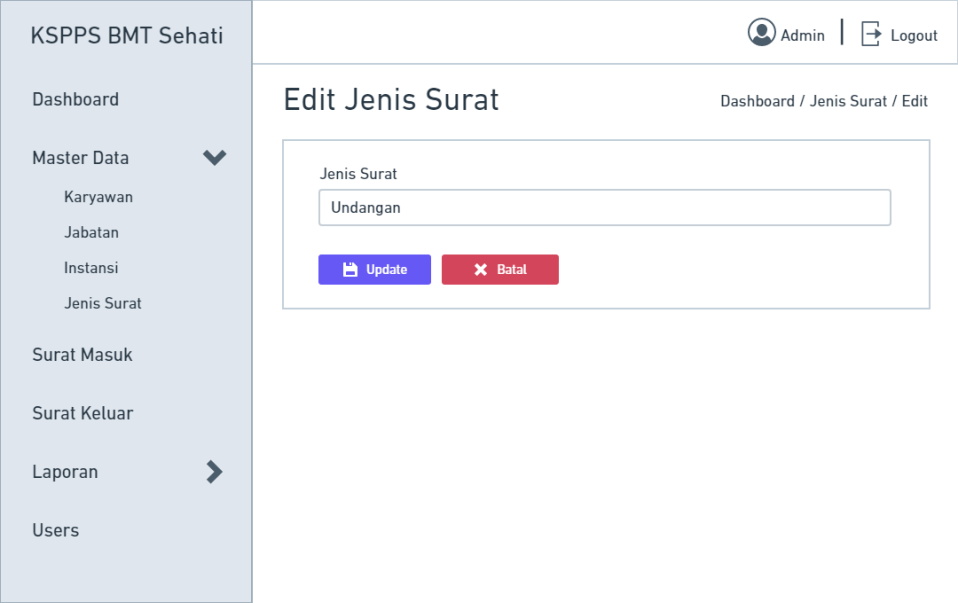 KSPPS BMT Sehati
Admin
Logout
Dashboard
Master Data
Karyawan
Jabatan
Instansi
Jenis Surat
Surat Masuk
Surat Keluar
Laporan
Users
Edit Jenis Surat
Dashboard / Jenis Surat / Edit
Jenis Surat
Undangan
Update
Batal